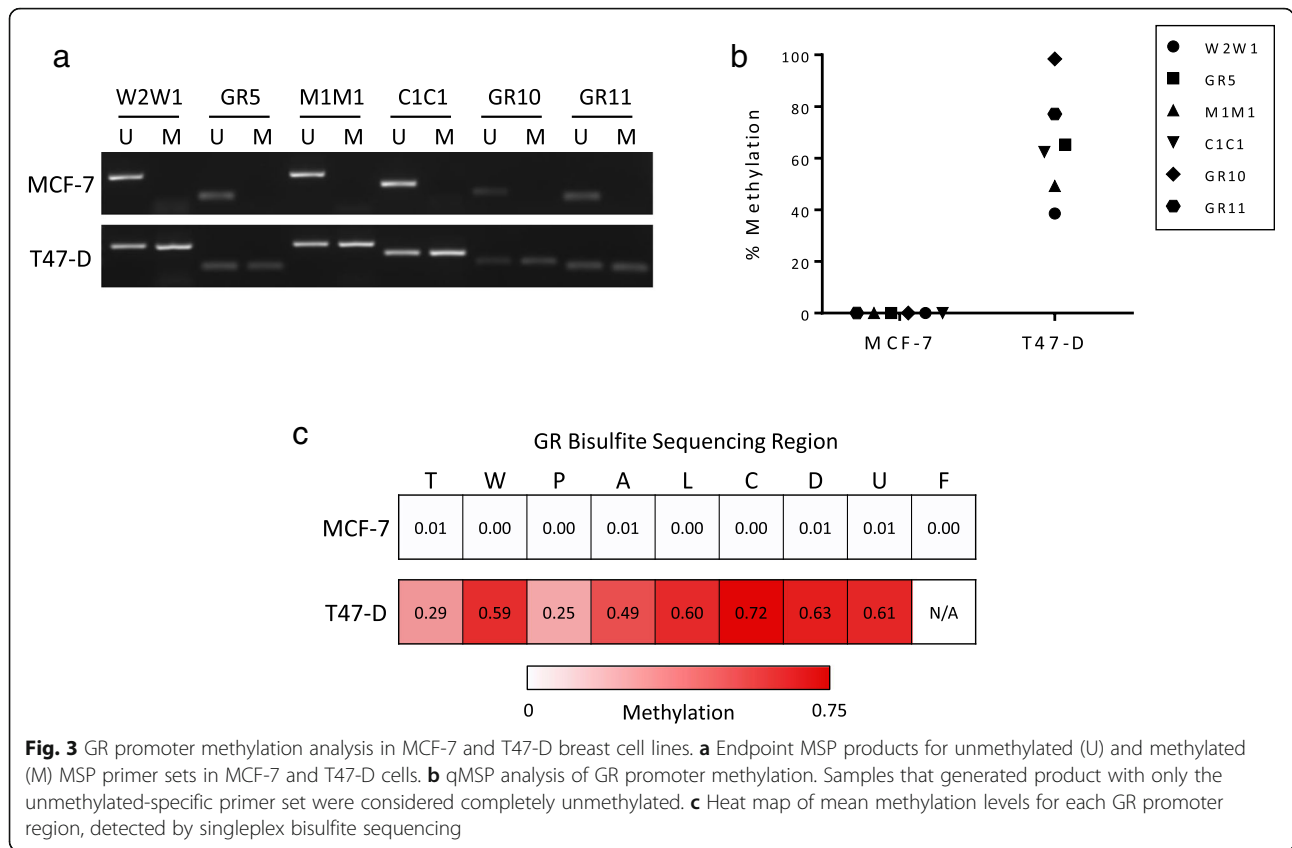 a
W2W1 GR5 M1M1 C1C1 GR10 GR11
U M U M U M U M U M U M
MCF-7
T47-D
b
% Methylation
100
80
60
40
20
0
MCF-7 T47-D
W2W1
GR5
M1M1
C1C1
GR10
GR11
c
GR Bisulfite Sequencing Region
T W P A L C D U F
MCF-7 0.01 0.00 0.00 0.01 0.00 0.00 0.01 0.01 0.00
T47-D 0.29 0.59 0.25 0.49 0.60 0.72 0.63 0.61 N/A
0 Methylation 0.75
Fig. 3 GR promoter methylation analysis in MCF-7 and T47-D breast cell lines. a Endpoint MSP products for unmethylated (U) and methylated
(M) MSP primer sets in MCF-7 and T47-D cells. b qMSP analysis of GR promoter methylation. Samples that generated product with only the
unmethylated-specific primer set were considered completely unmethylated. c Heat map of mean methylation levels for each GR promoter
region, detected by singleplex bisulfite sequencing